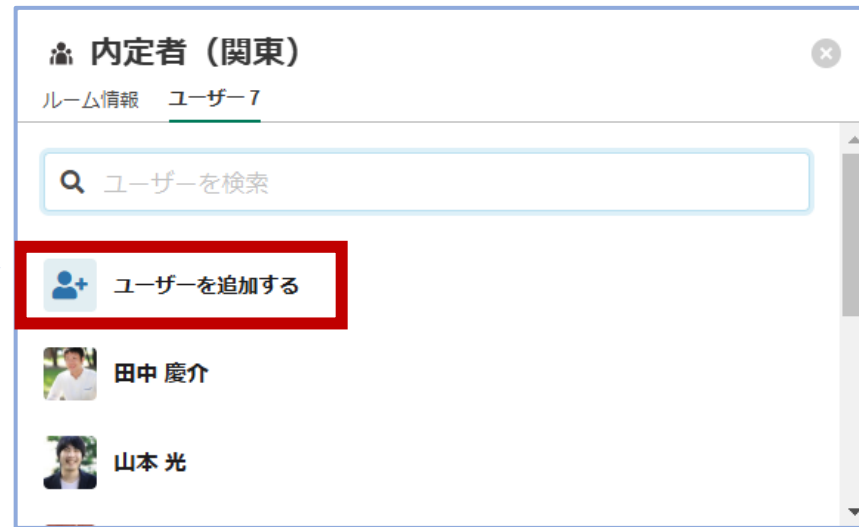 内定者（関東）
ルーム情報 ユーザー 7
ユーザーを検索
ユーザーを追加する
田中 慶介
山本 光